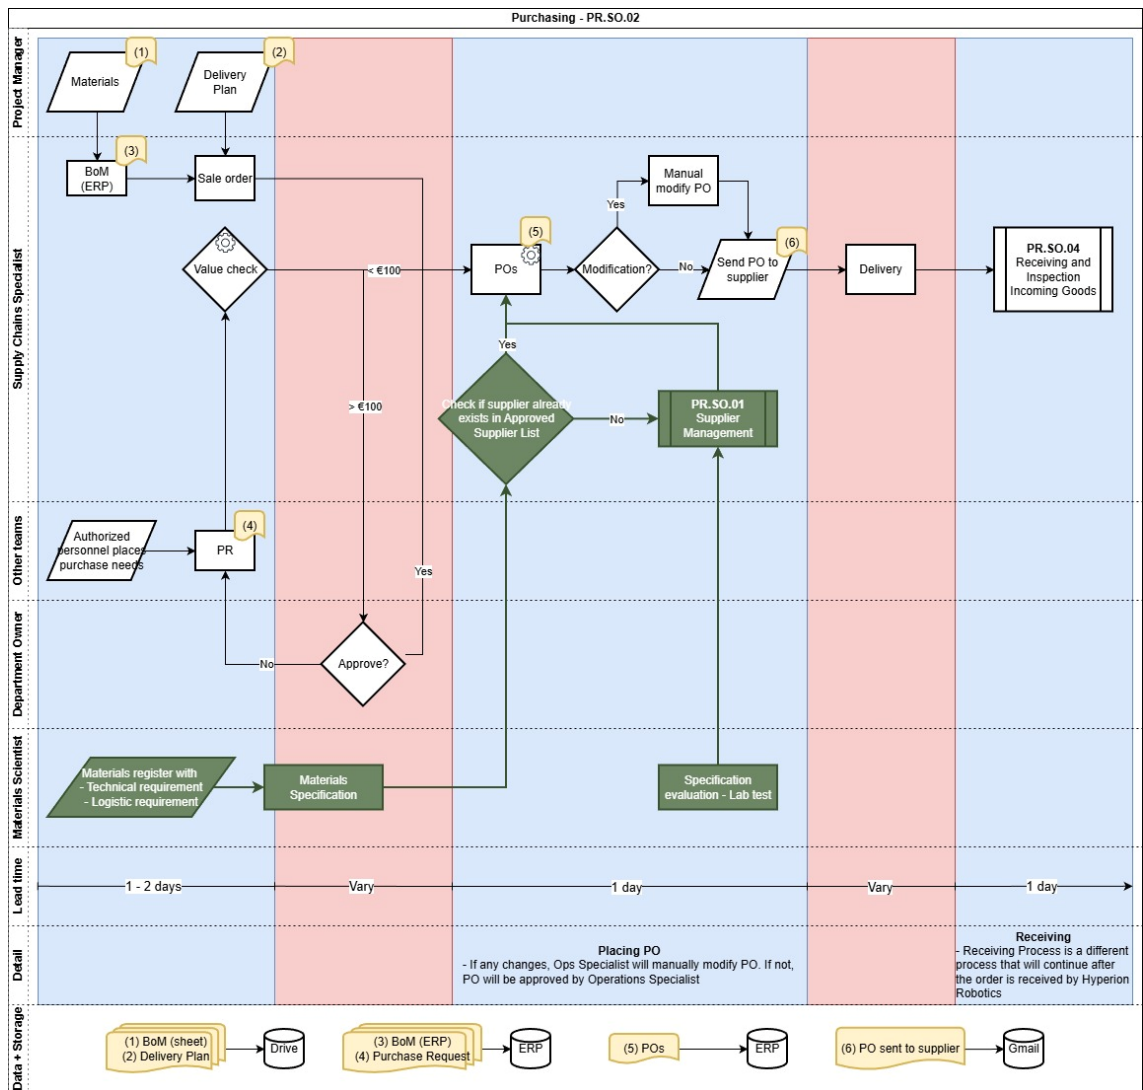 Purchasing - PR.SO.02
Project Manager
(1)
Materials
(2)
Delivery
Plan
Supply Chains Specialist
(3)
BoM
(ERP)
Sale order
Manual
modify PO
Yes
Value check
< €100
(5)
POs
Modification?
No
(6)
Send PO to
supplier
Delivery
PR.SO.04
Receiving and
Inspection
Incoming Goods
> €100
Yes
Check if supplier already
exists in Approved
Supplier List
No
PR.SO.01
Supplier
Management
Other teams
Authorized
personnel places
purchase needs
(4)
PR
Yes
Department Owner
No
Approve?
Materials Scientist
Materials register with
- Technical requirement
- Logistic requirement
Materials
Specification
Specification
evaluation - Lab test
Lead time
1 - 2 days
Vary
1 day
Vary
1 day
Detail
Placing PO
- If any changes, Ops Specialist will manually modify PO. If not,
PO will be approved by Operations Specialist
Receiving
- Receiving Process is a different
process that will continue after
the order is received by Hyperion
Robotics
Data + Storage
(1) BoM (sheet)
(2) Delivery Plan
Drive
(3) BoM (ERP)
(4) Purchase Request
ERP
(5) POs
ERP
(6) PO sent to supplier
Gmail